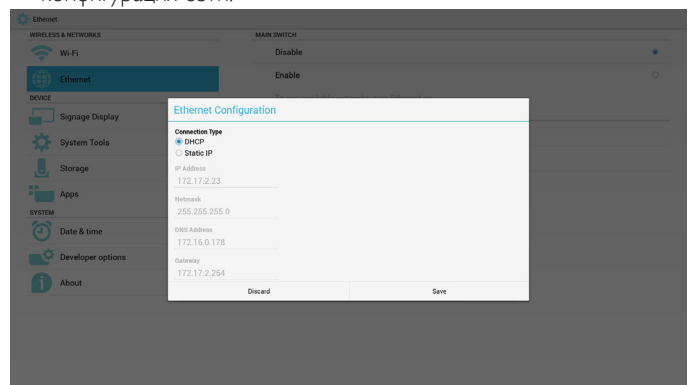 конфигурации сети.
Ethernet
WIRELESS & NETWORKS
Wi-Fi
Ethernet
DEVICE
Signage Display
System Tools
Storage
Apps
SYSTEM
Date & time
Developer options
About
MAIN SWITCH
Disable
Enable
Ethernet Configuration
Connection Type
DHCP
Static IP
IP Address
172.17.2.23
Netmask
255.255.255.0
DNS Address
172.16.0.178
Gateway
172.17.2.254
Discard Save